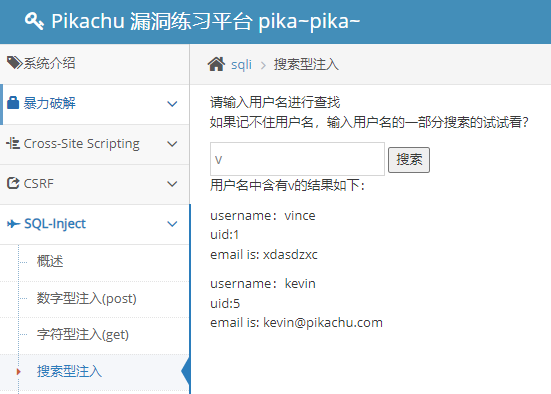 Pikachu 漏洞练习平台 pika~pika~
系统介绍
暴力破解
Cross-Site Scripting
CSRF
SQL-Inject
概述
数字型注入(post)
字符型注入(get)
搜索型注入
sqli > 搜索型注入
请输入用户名进行查找
如果记不住用户名，输入用户名的一部分搜索的试试看？
v 搜索
用户名中含有v的结果如下：
username：vince
uid:1
email is: xdasdzxc
username：kevin
uid:5
email is: kevin@pikachu.com